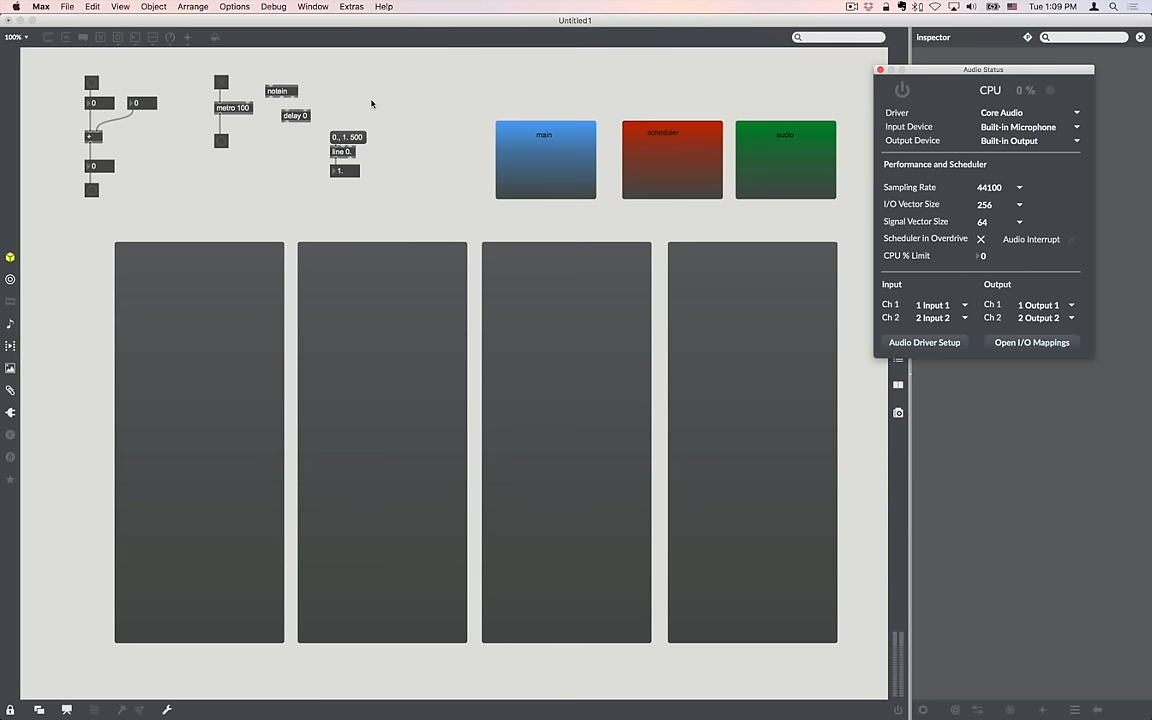 Max File Edit View Object Arrange Options Debug Window Extras Help Tue 1:09 PM
Untitled1
100%
Inspector
Audio Status
0
0
+
0
metro 100
notein
delay 0
0., 1. 500
line 0.
1.
main
scheduler
audio
CPU 0 %
Driver Core Audio
Input Device Built-in Microphone
Output Device Built-in Output
Performance and Scheduler
Sampling Rate 44100
I/O Vector Size 256
Signal Vector Size 64
Scheduler in Overdrive Audio Interrupt
CPU % Limit 0
Input Output
Ch 1 1 Input 1 Ch 1 1 Output 1
Ch 2 2 Input 2 Ch 2 2 Output 2
Audio Driver Setup Open I/O Mappings